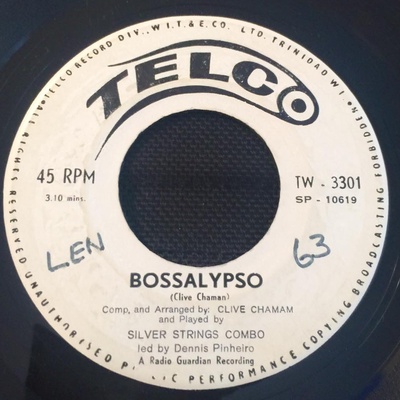 TELCO RECORD DIV., W.I.T. & E. CO. LTD. TRINIDAD W.I.
TELCO
45 RPM
3.10 mins.
TW - 3301
SP - 10619
LEN
63
BOSSALYPSO
(Clive Chaman)
Comp, and Arranged by: CLIVE CHAMAM
and Played by
SILVER STRINGS COMBO
led by Dennis Pinheiro
A Radio Guardian Recording
ALL RIGHTS RESERVED UNAUTHORISED PUBLIC PERFORMANCE COPYING BROADCASTING FORBIDDEN